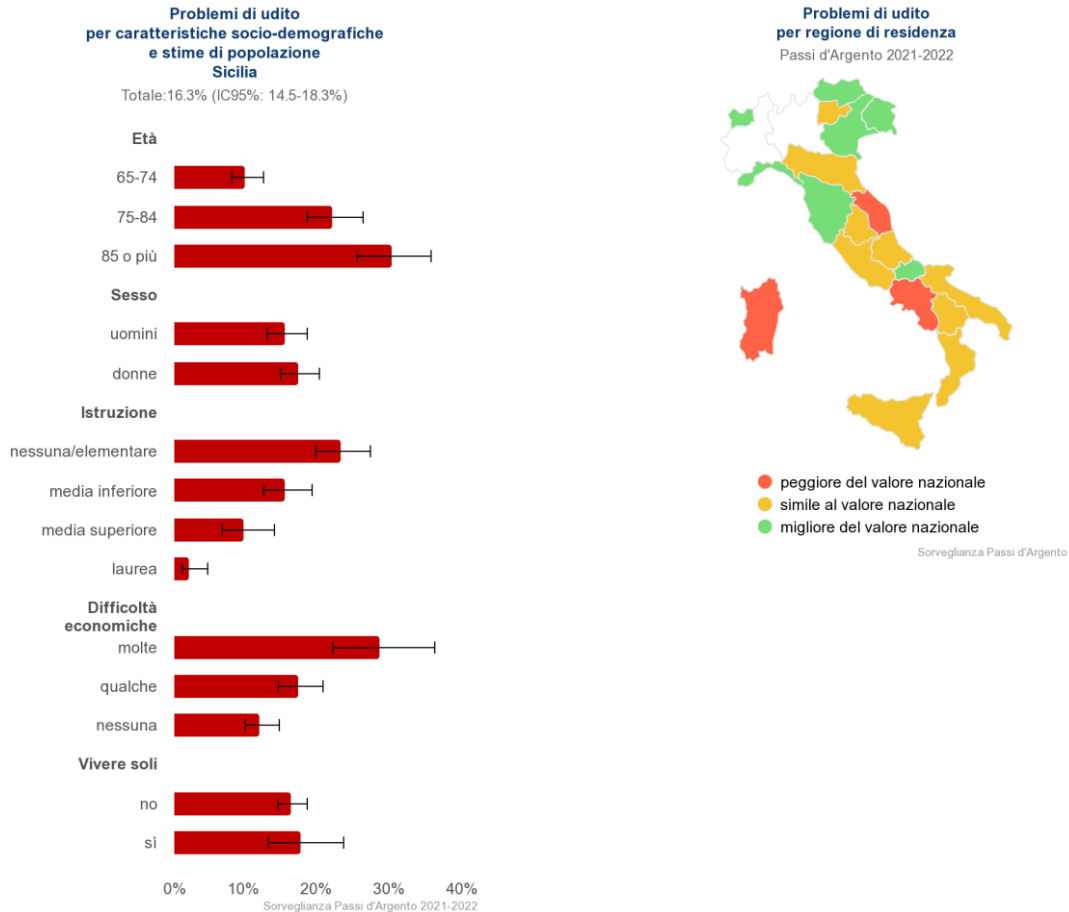 Problemi di udito
per caratteristiche socio-demografiche
e stime di popolazione
Sicilia
Totale:16.3% (IC95%: 14.5-18.3%)
Età
65-74
75-84
85 o più
Sesso
uomini
donne
Istruzione
nessuna/elementare
media inferiore
media superiore
laurea
Difficoltà
economiche
molte
qualche
nessuna
Vivere soli
no
sì
0% 10% 20% 30% 40%
Sorveglianza Passi d'Argento 2021-2022
Problemi di udito
per regione di residenza
Passi d'Argento 2021-2022
peggiore del valore nazionale
simile al valore nazionale
migliore del valore nazionale
Sorveglianza Passi d'Argento